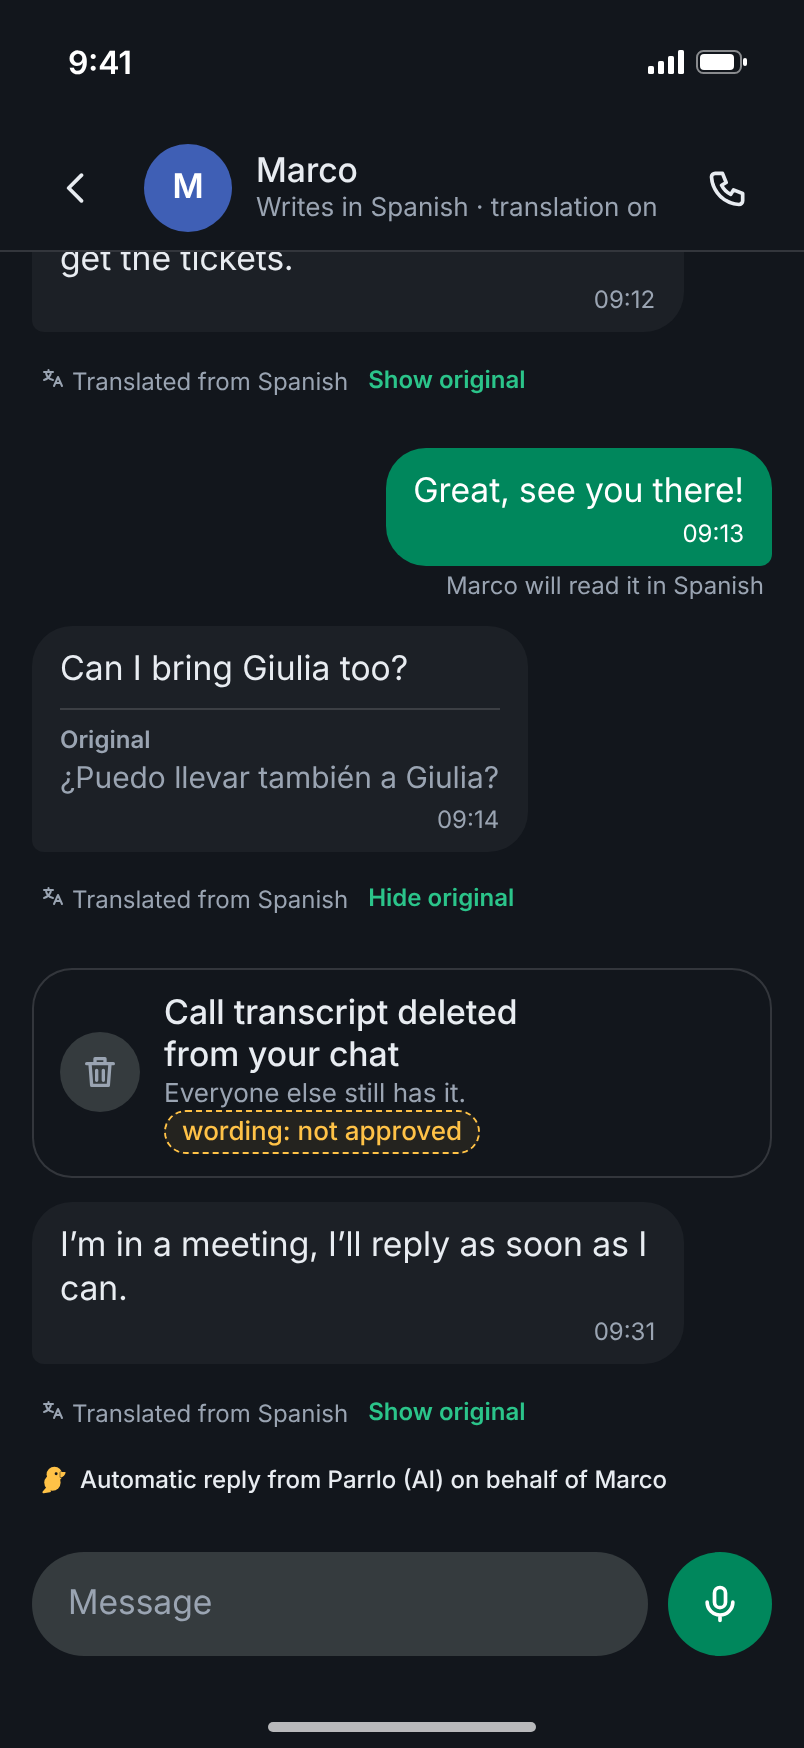 9:41
M
Marco
Writes in Spanish · translation on
get the tickets.
09:12
Translated from Spanish Show original
Great, see you there!
09:13
Marco will read it in Spanish
Can I bring Giulia too?
Original
¿Puedo llevar también a Giulia?
09:14
Translated from Spanish Hide original
Call transcript deleted
from your chat
Everyone else still has it.
wording: not approved
I’m in a meeting, I’ll reply as soon as I
can.
09:31
Translated from Spanish Show original
Automatic reply from Parrlo (AI) on behalf of Marco
Message